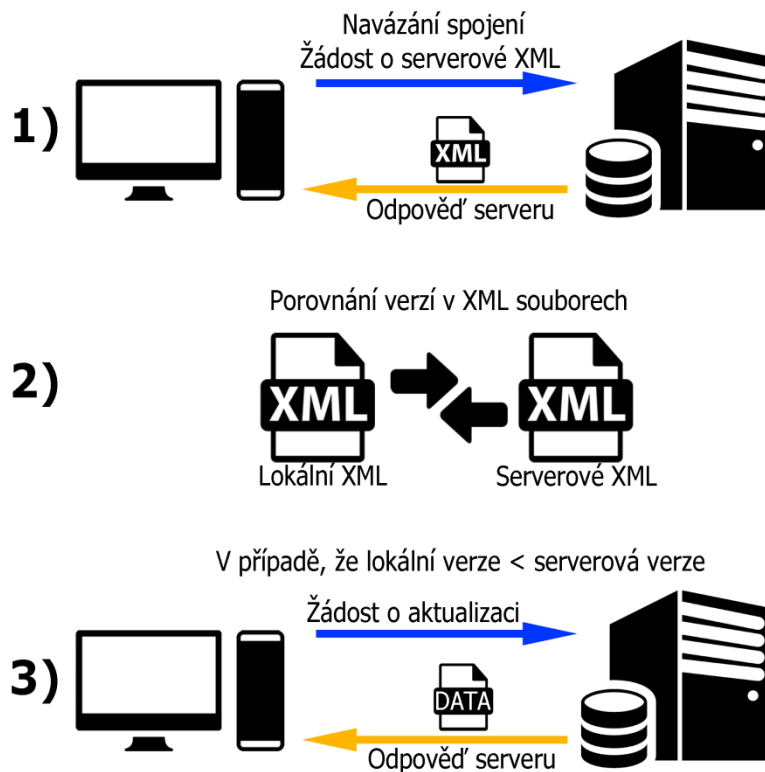 Navázání spojení
Žádost o serverové XML
1)
XML
Odpověď serveru
Porovnání verzí v XML souborech
2)
XML
XML
Lokální XML
Serverové XML
V případě, že lokální verze < serverová verze
Žádost o aktualizaci
3)
DATA
Odpověď serveru